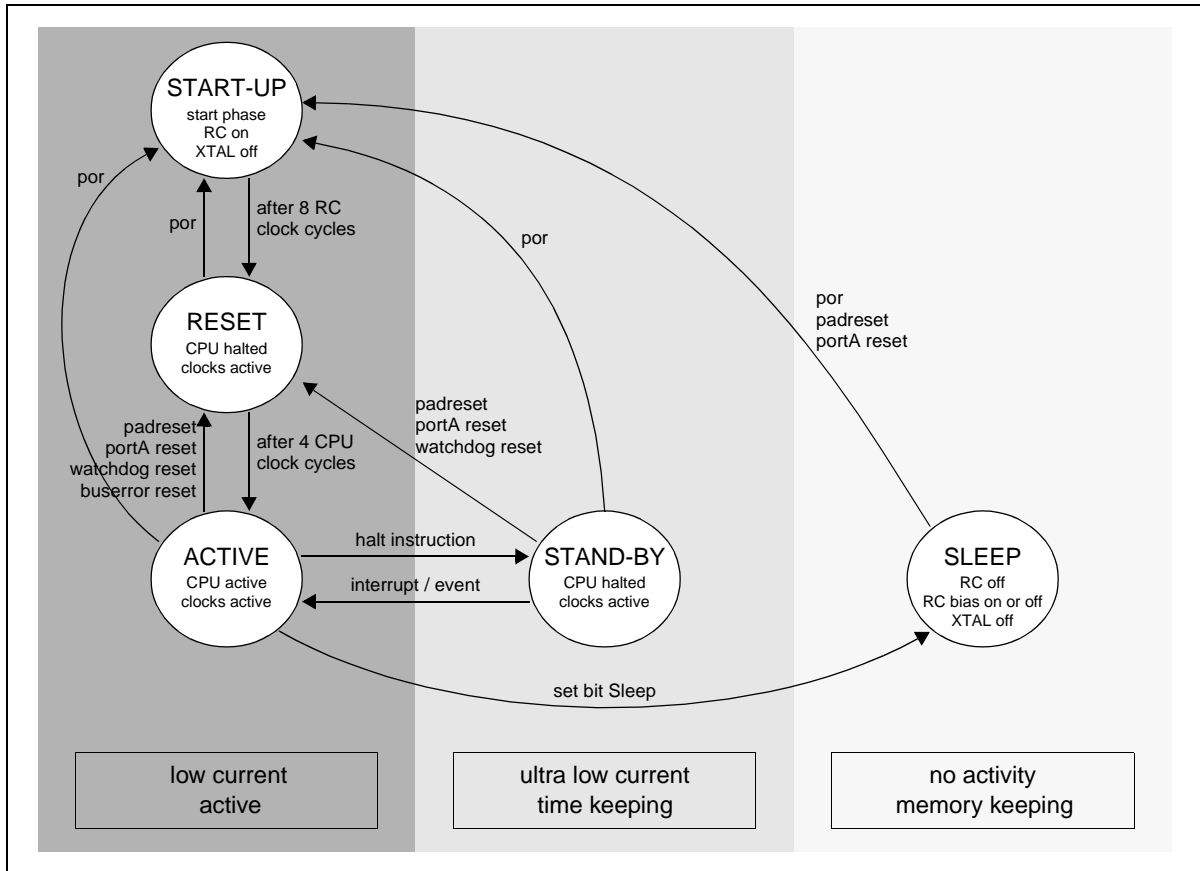 START-UP
start phase
RC on
XTAL off
por
por
after 8 RC
clock cycles
por
por
padreset
portA reset
RESET
CPU halted
clocks active
padreset
portA reset
watchdog reset
padreset
portA reset
watchdog reset
buserror reset
after 4 CPU
clock cycles
ACTIVE
CPU active
clocks active
halt instruction
interrupt / event
STAND-BY
CPU halted
clocks active
SLEEP
RC off
RC bias on or off
XTAL off
set bit Sleep
low current
active
ultra low current
time keeping
no activity
memory keeping